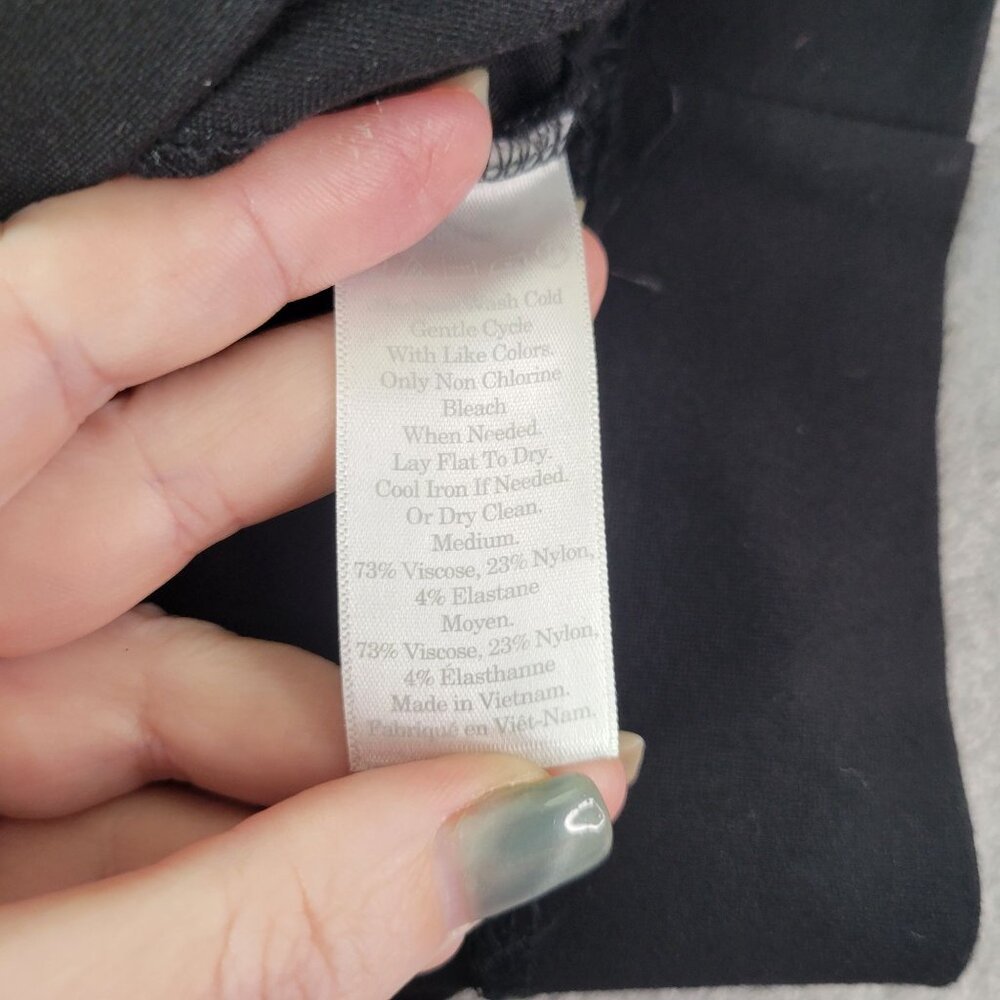 Wash Cold
Gentle Cycle
With Like Colors.
Only Non Chlorine
Bleach
When Needed.
Lay Flat To Dry.
Cool Iron If Needed.
Or Dry Clean.
Medium.
73% Viscose, 23% Nylon,
4% Elastane
Moyen.
73% Viscose, 23% Nylon,
4% Élasthanne
Made in Vietnam.
Fabriqué en Viêt-Nam.